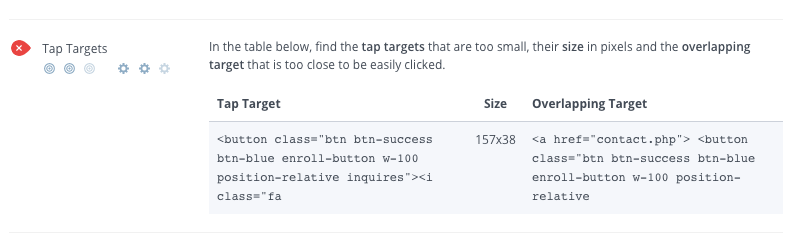 Tap Targets
In the table below, find the tap targets that are too small, their size in pixels and the overlapping
target that is too close to be easily clicked.
Tap Target Size Overlapping Target
<button class="btn btn-success
btn-blue enroll-button w-100
position-relative inquires"><i
class="fa
157x38
<a href="contact.php"> <button
class="btn btn-success btn-blue
enroll-button w-100 position-
relative